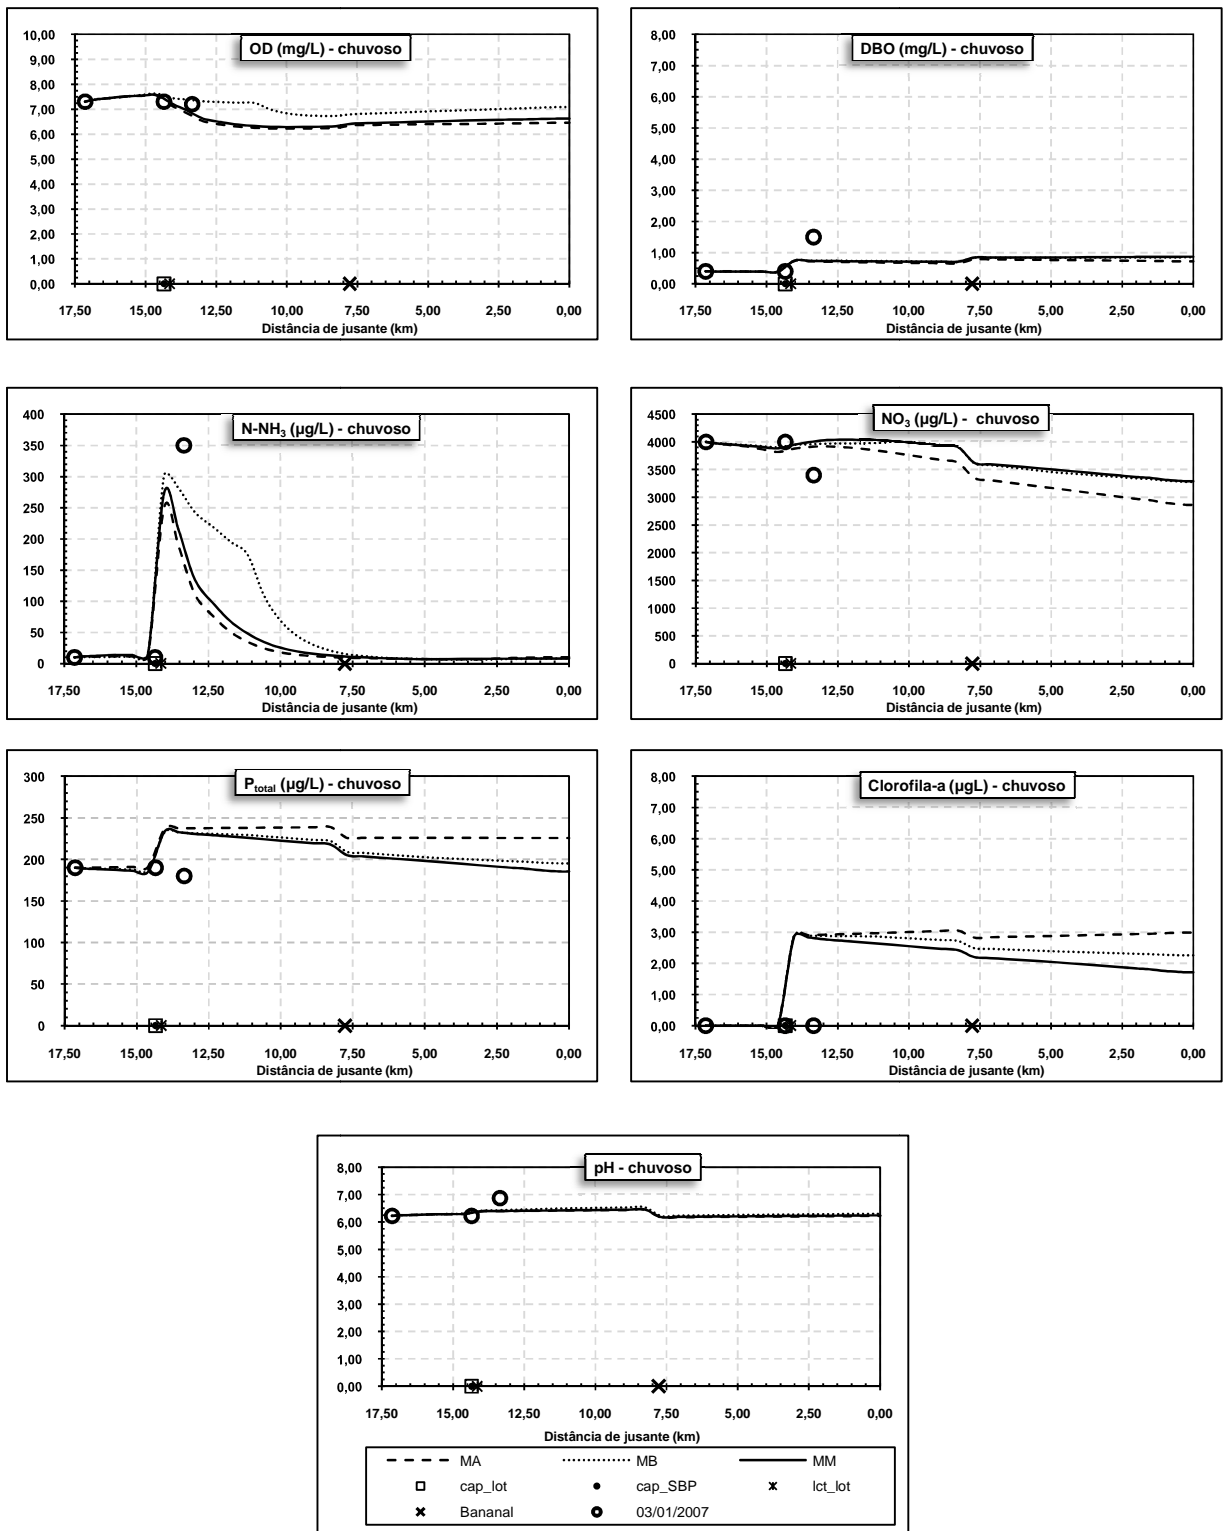 OD (mg/L) - chuvoso
10,00
9,00
8,00
7,00
6,00
5,00
4,00
3,00
2,00
1,00
0,00
17,50 15,00 12,50 10,00 7,50 5,00 2,50 0,00
Distância de jusante (km)
DBO (mg/L) - chuvoso
8,00
7,00
6,00
5,00
4,00
3,00
2,00
1,00
0,00
17,50 15,00 12,50 10,00 7,50 5,00 2,50 0,00
Distância de jusante (km)
N-NH₃ (µg/L) - chuvoso
400
350
300
250
200
150
100
50
0
17,50 15,00 12,50 10,00 7,50 5,00 2,50 0,00
Distância de jusante (km)
NO₃ (µg/L) - chuvoso
4500
4000
3500
3000
2500
2000
1500
1000
500
0
17,50 15,00 12,50 10,00 7,50 5,00 2,50 0,00
Distância de jusante (km)
P_total (µg/L) - chuvoso
300
250
200
150
100
50
0
17,50 15,00 12,50 10,00 7,50 5,00 2,50 0,00
Distância de jusante (km)
Clorofila-a (µgL) - chuvoso
8,00
7,00
6,00
5,00
4,00
3,00
2,00
1,00
0,00
17,50 15,00 12,50 10,00 7,50 5,00 2,50 0,00
Distância de jusante (km)
pH - chuvoso
8,00
7,00
6,00
5,00
4,00
3,00
2,00
1,00
0,00
17,50 15,00 12,50 10,00 7,50 5,00 2,50 0,00
Distância de jusante (km)
MA MB MM
cap_lot cap_SBP lct_lot
Bananal 03/01/2007